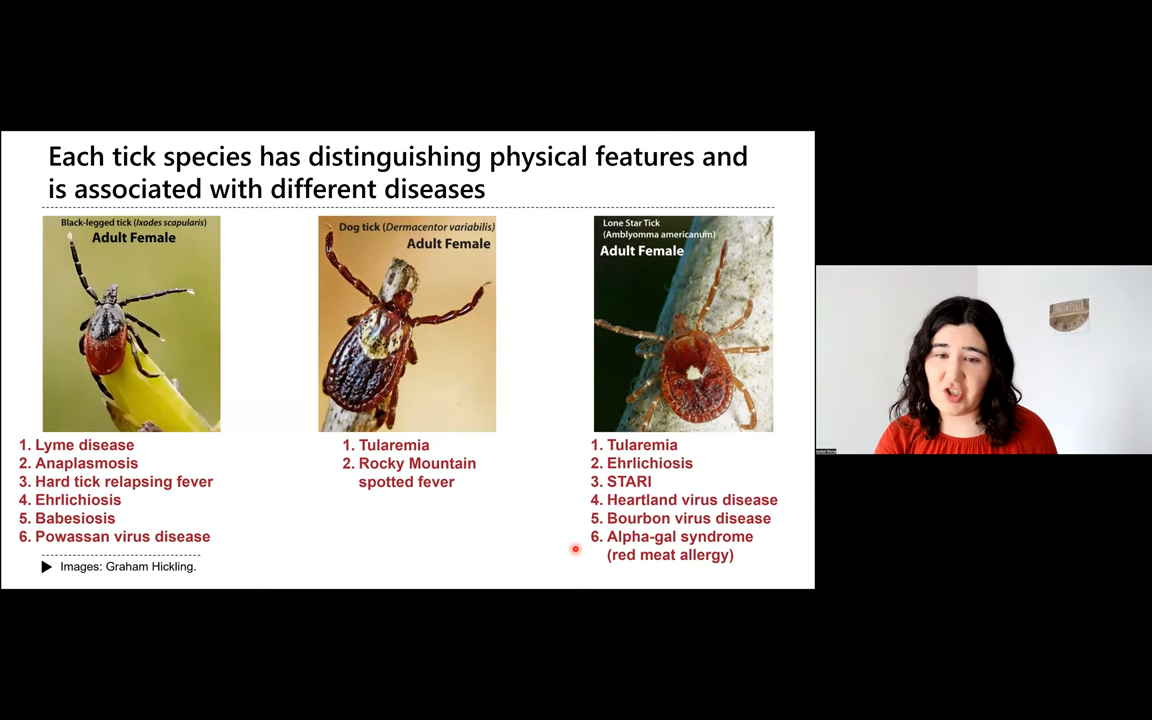 Each tick species has distinguishing physical features and
is associated with different diseases
Black-legged tick (Ixodes scapularis)
Adult Female
Dog tick (Dermacentor variabilis)
Adult Female
Lone Star Tick
(Amblyomma americanum)
Adult Female
1. Lyme disease
2. Anaplasmosis
3. Hard tick relapsing fever
4. Ehrlichiosis
5. Babesiosis
6. Powassan virus disease
1. Tularemia
2. Rocky Mountain
spotted fever
1. Tularemia
2. Ehrlichiosis
3. STARI
4. Heartland virus disease
5. Bourbon virus disease
6. Alpha-gal syndrome
(red meat allergy)
Images: Graham Hickling.